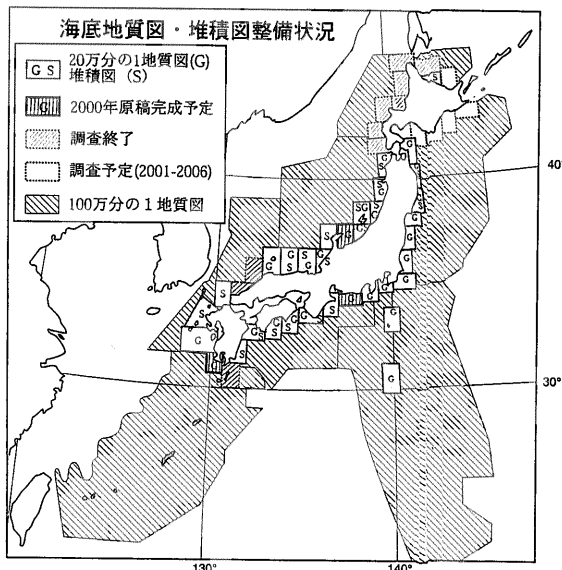 海底地質図・堆積図整備状況
G S 20万分の1地質図(G)
堆積図 (S)
G 2000年原稿完成予定
調査終了
調査予定(2001-2006)
100万分の1地質図
40°
30°
130°
140°